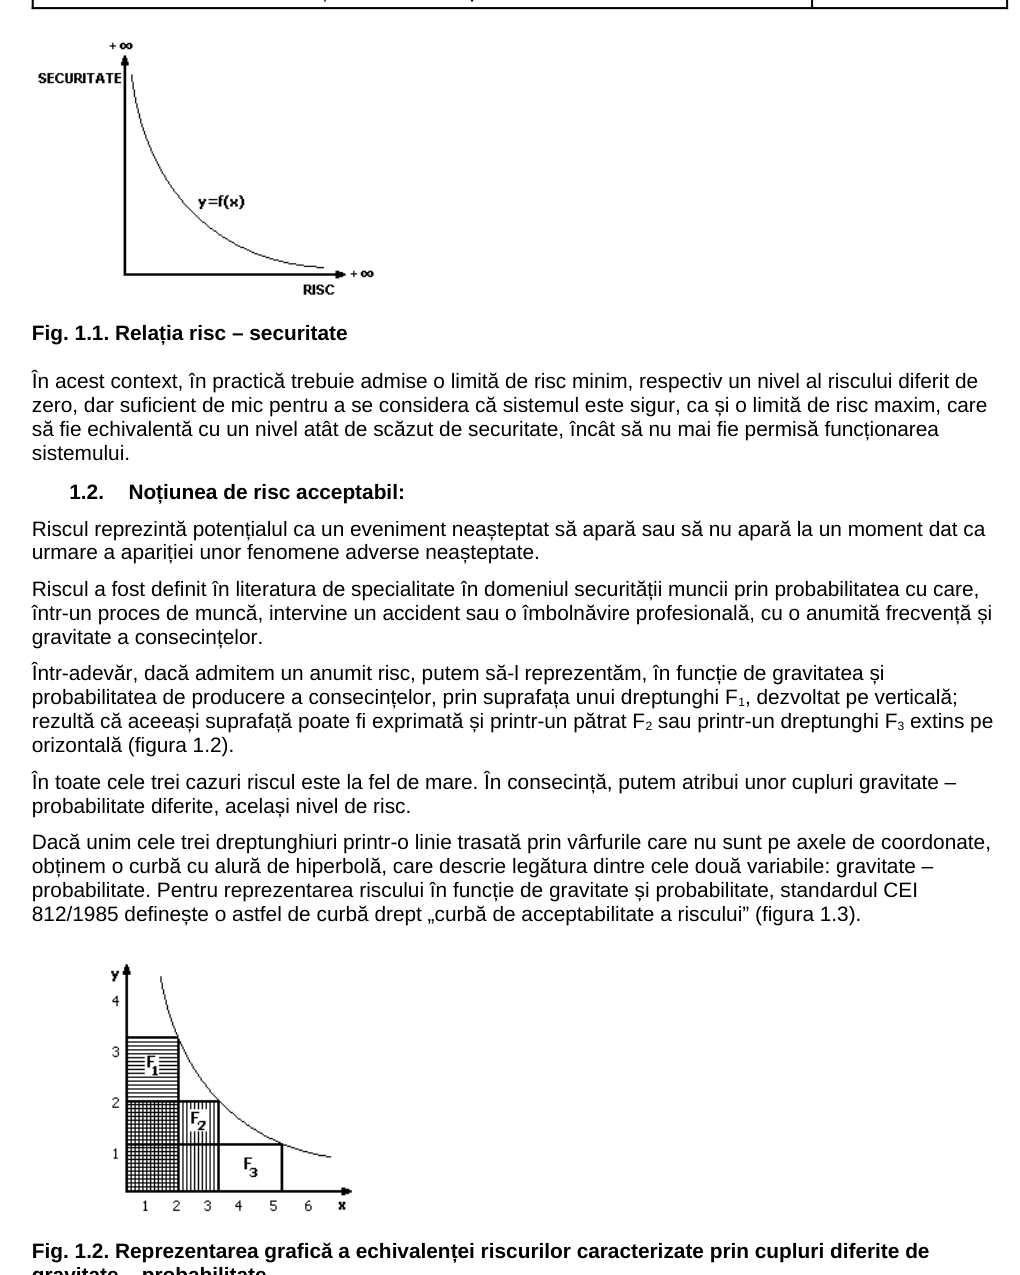 + ∞
SECURITATE
y=f(x)
+ ∞
RISC
Fig. 1.1. Relația risc – securitate
În acest context, în practică trebuie admise o limită de risc minim, respectiv un nivel al riscului diferit de
zero, dar suficient de mic pentru a se considera că sistemul este sigur, ca și o limită de risc maxim, care
să fie echivalentă cu un nivel atât de scăzut de securitate, încât să nu mai fie permisă funcționarea
sistemului.
1.2. Noțiunea de risc acceptabil:
Riscul reprezintă potențialul ca un eveniment neașteptat să apară sau să nu apară la un moment dat ca
urmare a apariției unor fenomene adverse neașteptate.
Riscul a fost definit în literatura de specialitate în domeniul securității muncii prin probabilitatea cu care,
într-un proces de muncă, intervine un accident sau o îmbolnăvire profesională, cu o anumită frecvență și
gravitate a consecințelor.
Într-adevăr, dacă admitem un anumit risc, putem să-l reprezentăm, în funcție de gravitatea și
probabilitatea de producere a consecințelor, prin suprafața unui dreptunghi F₁, dezvoltat pe verticală;
rezultă că aceeași suprafață poate fi exprimată și printr-un pătrat F₂ sau printr-un dreptunghi F₃ extins pe
orizontală (figura 1.2).
În toate cele trei cazuri riscul este la fel de mare. În consecință, putem atribui unor cupluri gravitate –
probabilitate diferite, același nivel de risc.
Dacă unim cele trei dreptunghiuri printr-o linie trasată prin vârfurile care nu sunt pe axele de coordonate,
obținem o curbă cu alură de hiperbolă, care descrie legătura dintre cele două variabile: gravitate –
probabilitate. Pentru reprezentarea riscului în funcție de gravitate și probabilitate, standardul CEI
812/1985 definește o astfel de curbă drept „curbă de acceptabilitate a riscului” (figura 1.3).
y
4
3
F₁
2
F₂
1
F₃
1 2 3 4 5 6 x
Fig. 1.2. Reprezentarea grafică a echivalenței riscurilor caracterizate prin cupluri diferite de
gravitate – probabilitate